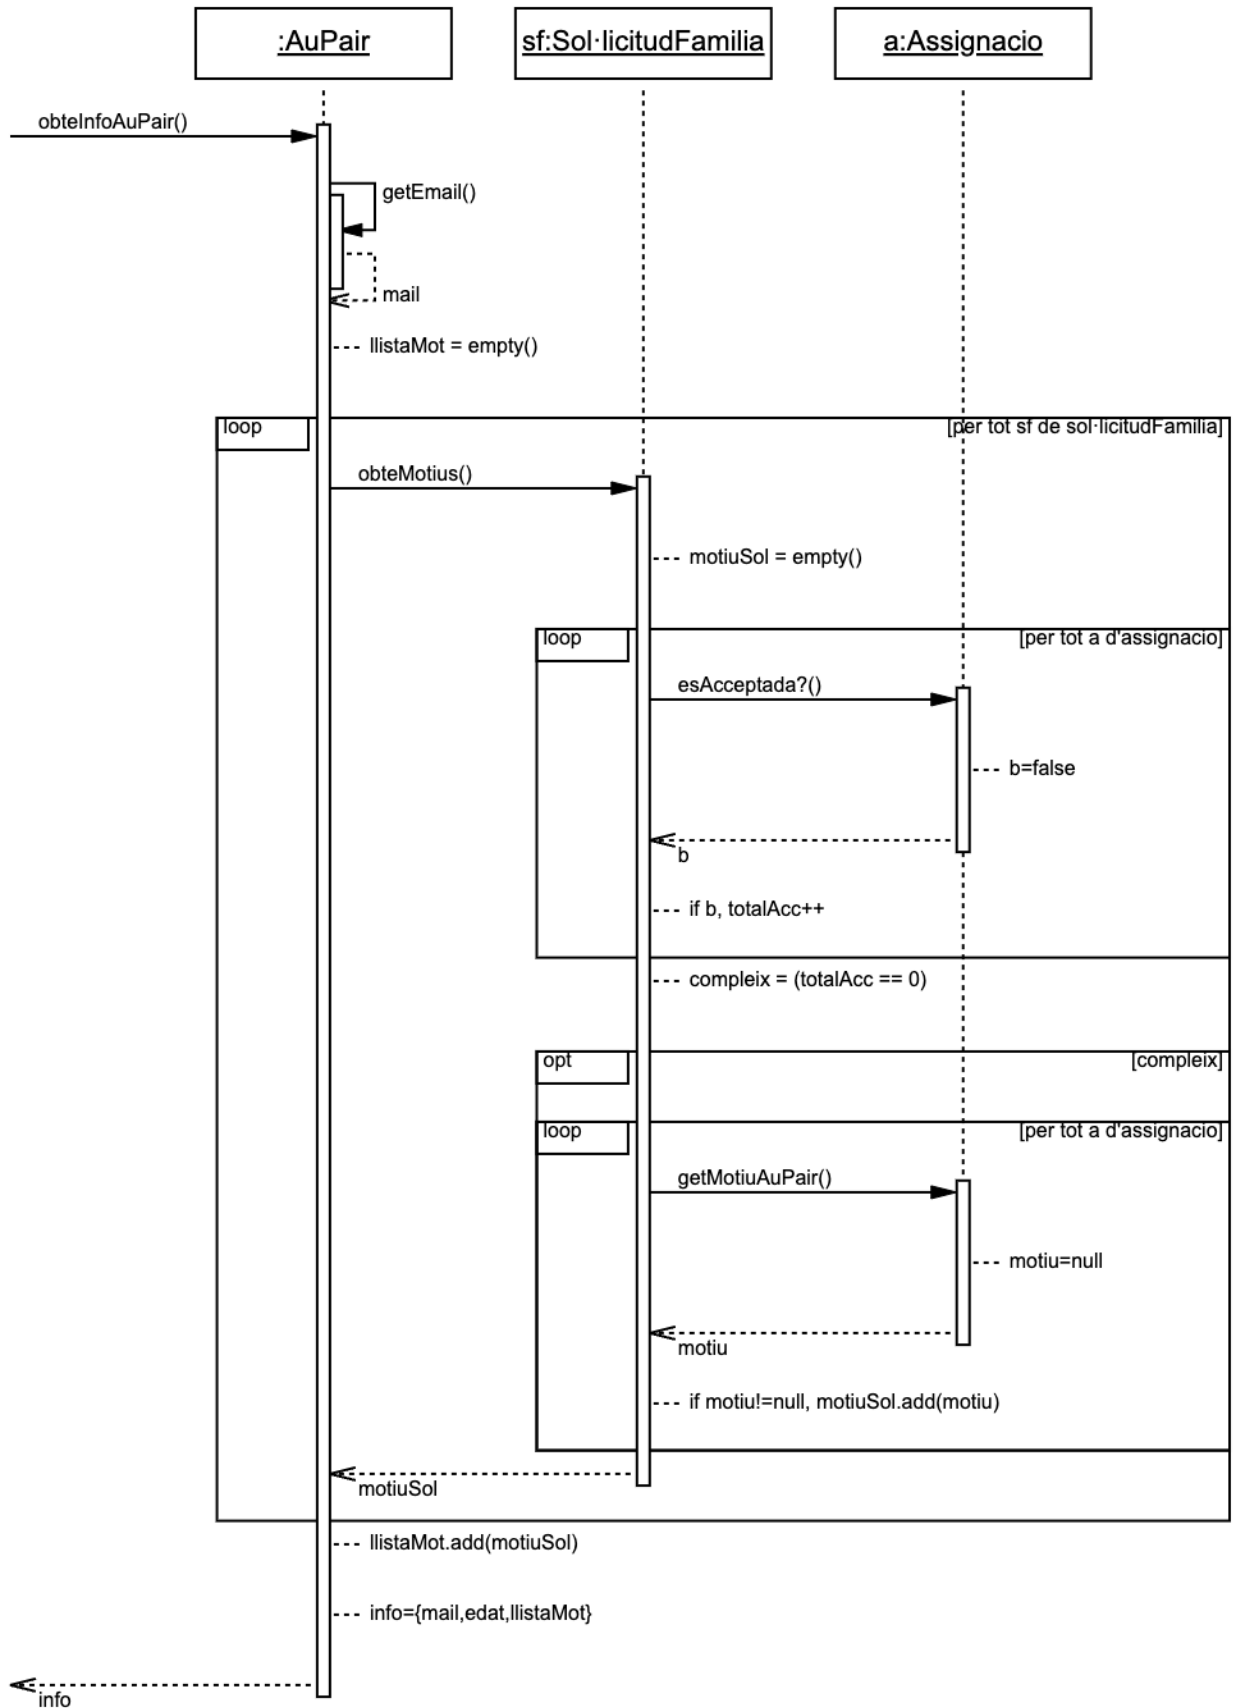 :AuPair
sf:Sol·licitudFamilia
a:Assignacio
obteInfoAuPair()
getEmail()
mail
llistaMot = empty()
loop
[per tot sf de sol·licitudFamilia]
obteMotius()
motiuSol = empty()
loop
[per tot a d'assignacio]
esAcceptada?()
b=false
b
if b, totalAcc++
compleix = (totalAcc == 0)
opt
[compleix]
loop
[per tot a d'assignacio]
getMotiuAuPair()
motiu=null
motiu
if motiu!=null, motiuSol.add(motiu)
motiuSol
llistaMot.add(motiuSol)
info={mail,edat,llistaMot}
info